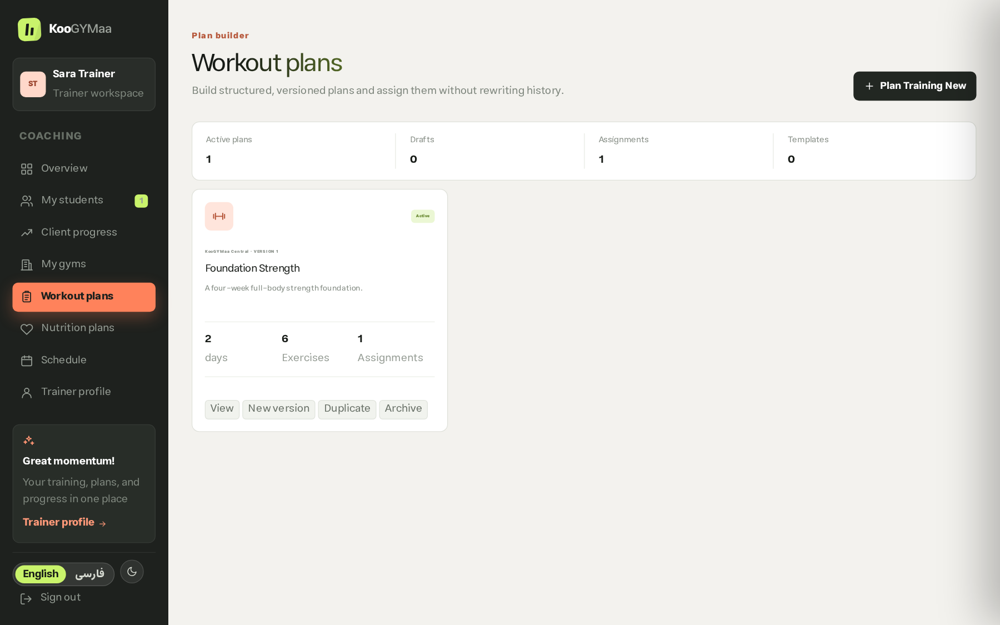 KooGYMaa
ST
Sara Trainer
Trainer workspace
COACHING
Overview
My students
1
Client progress
My gyms
Workout plans
Nutrition plans
Schedule
Trainer profile
Great momentum!
Your training, plans, and
progress in one place
Trainer profile →
English
فارسی
Sign out
Plan builder
Workout plans
Build structured, versioned plans and assign them without rewriting history.
+ Plan Training New
Active plans
1
Drafts
0
Assignments
1
Templates
0
Active
KooGYMaa Central · VERSION 1
Foundation Strength
A four-week full-body strength foundation.
2
days
6
Exercises
1
Assignments
View
New version
Duplicate
Archive